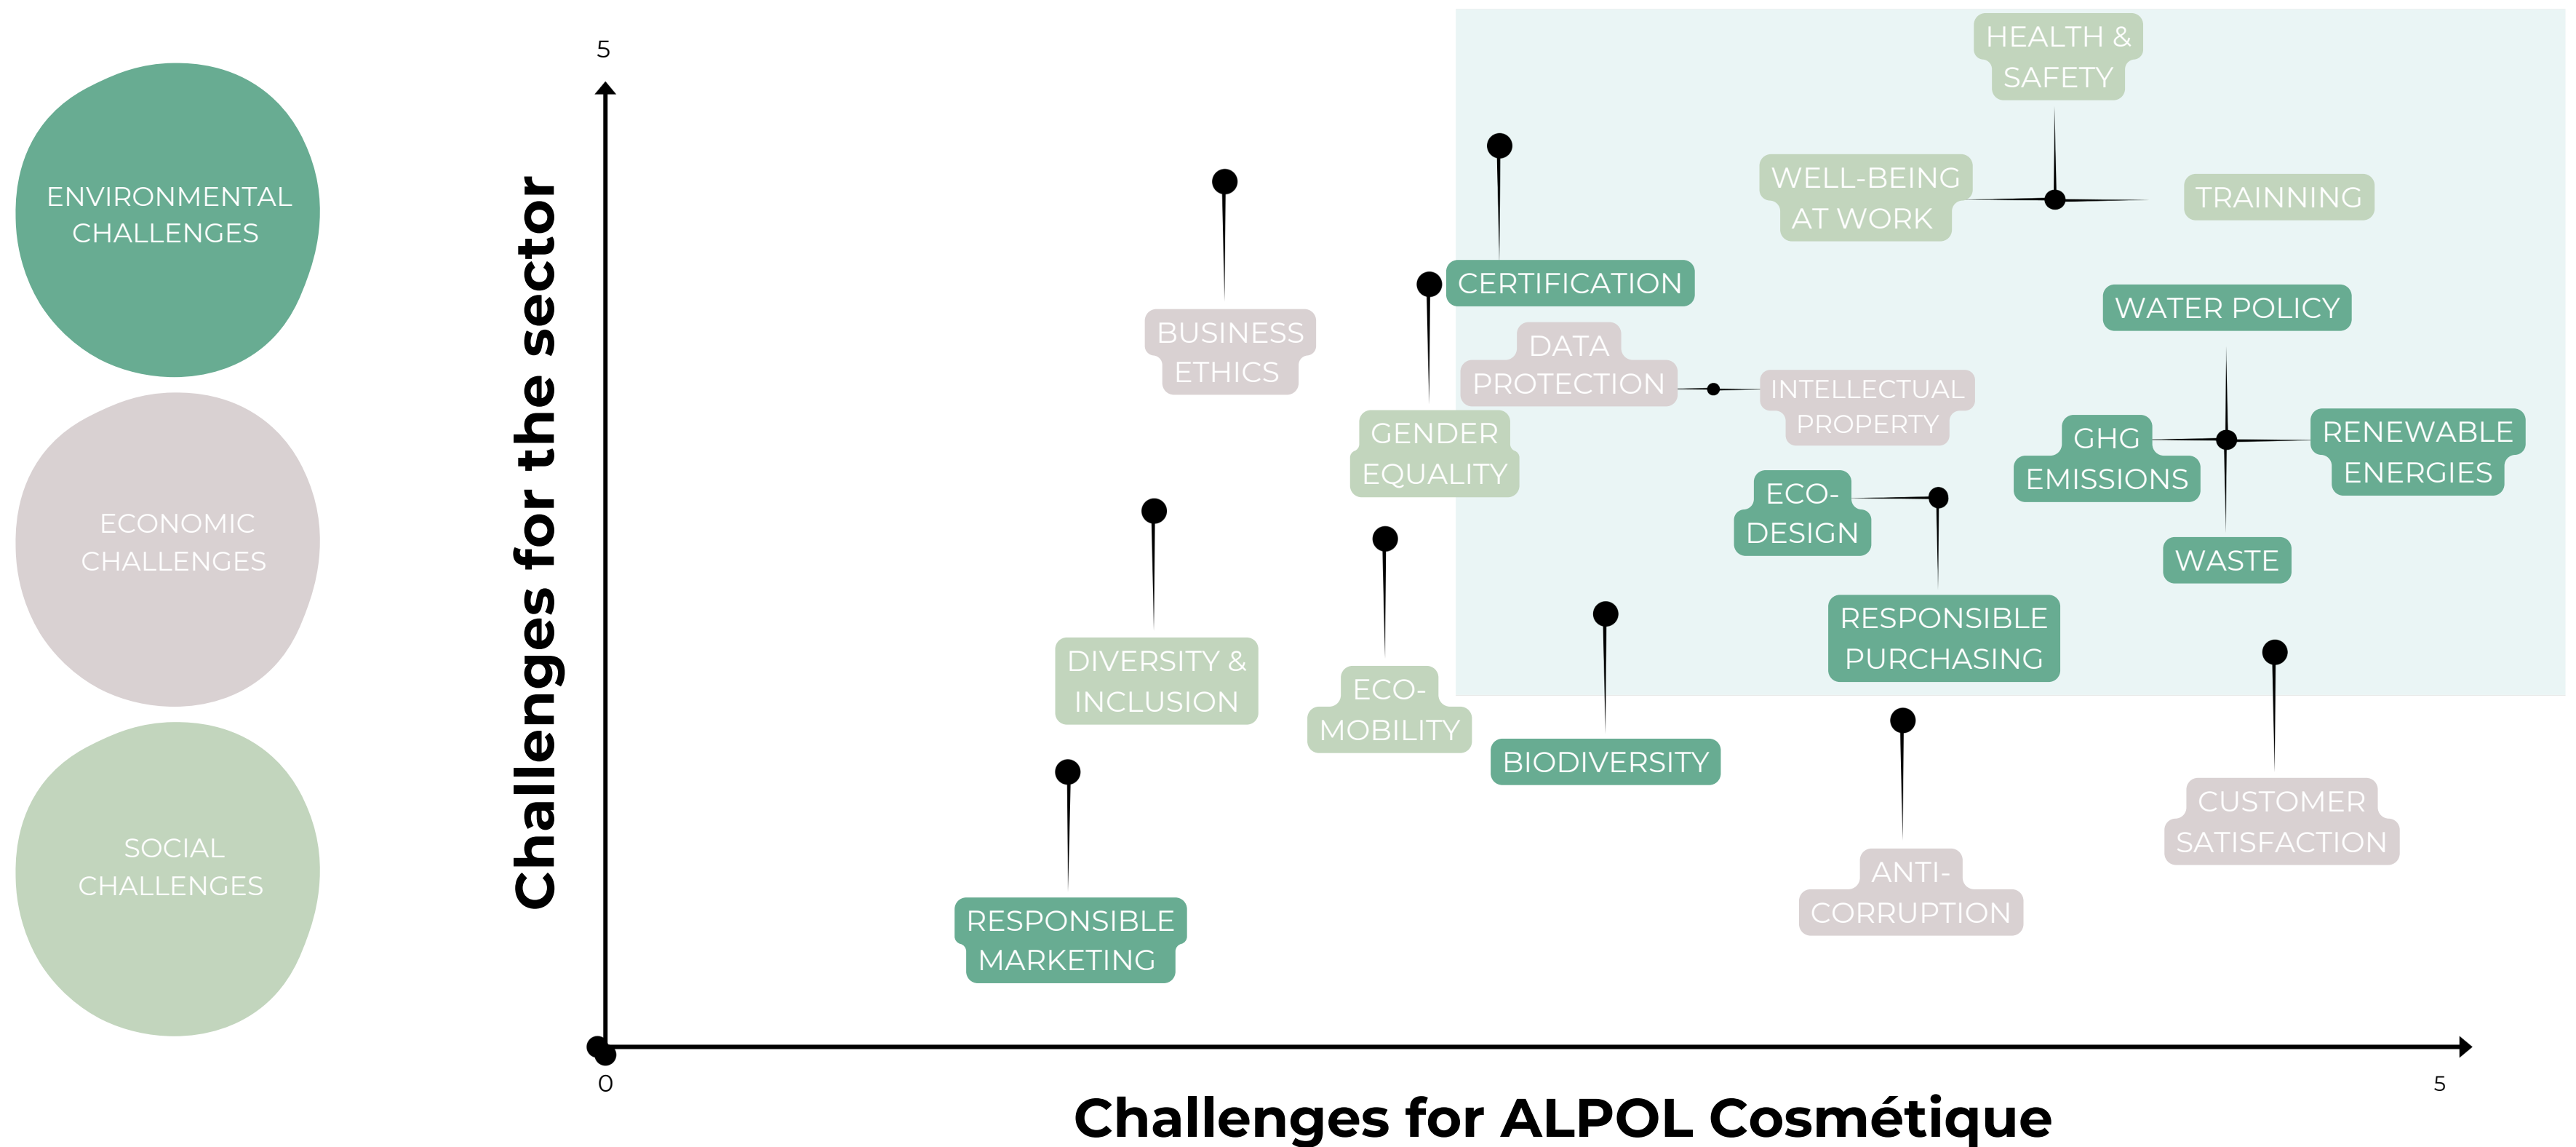 ENVIRONMENTAL
CHALLENGES
ECONOMIC
CHALLENGES
SOCIAL
CHALLENGES
5
Challenges for the sector
HEALTH &
SAFETY
WELL-BEING
AT WORK
TRAINNING
CERTIFICATION
BUSINESS
ETHICS
DATA
PROTECTION
INTELLECTUAL
PROPERTY
WATER POLICY
GENDER
EQUALITY
GHG
EMISSIONS
RENEWABLE
ENERGIES
ECO-
DESIGN
WASTE
RESPONSIBLE
PURCHASING
DIVERSITY &
INCLUSION
ECO-
MOBILITY
BIODIVERSITY
CUSTOMER
SATISFACTION
ANTI-
CORRUPTION
RESPONSIBLE
MARKETING
0
5
Challenges for ALPOL Cosmétique